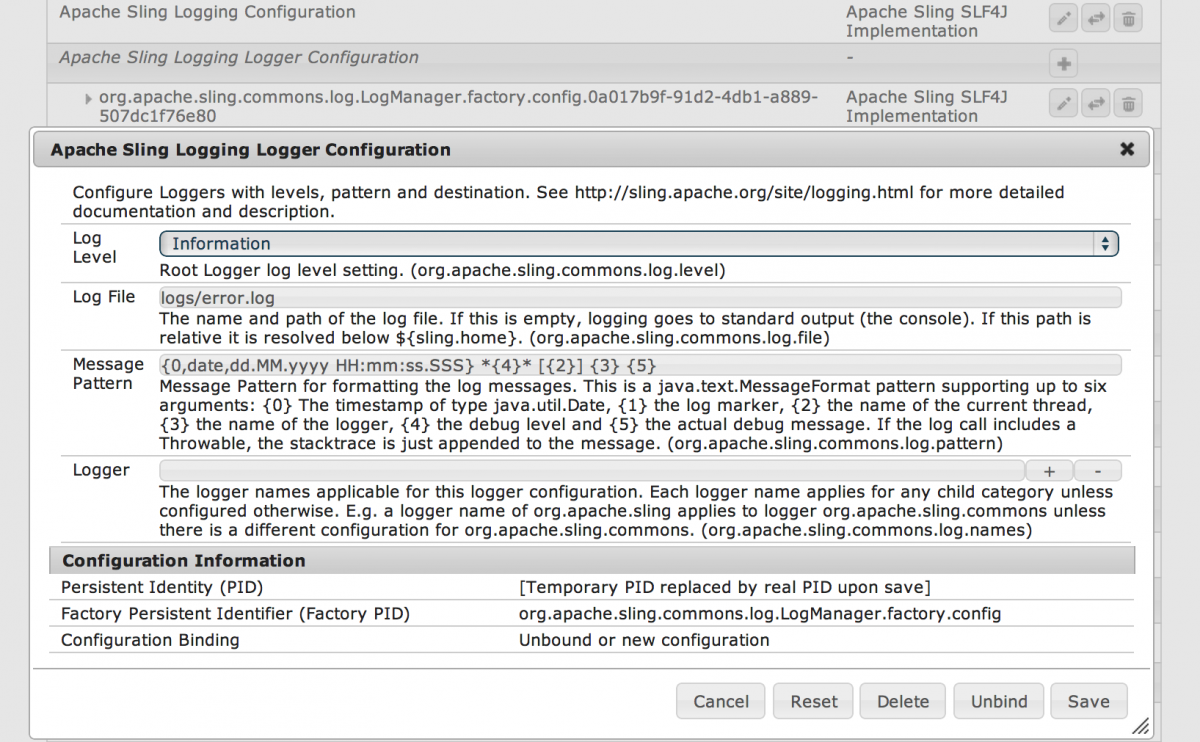 Apache Sling Logging Configuration
Apache Sling SLF4J
Implementation
Apache Sling Logging Logger Configuration
-
org.apache.sling.commons.log.LogManager.factory.config.0a017b9f-91d2-4db1-a889-
507dc1f76e80
Apache Sling SLF4J
Implementation
Apache Sling Logging Logger Configuration
Configure Loggers with levels, pattern and destination. See http://sling.apache.org/site/logging.html for more detailed
documentation and description.
Log
Level
Information
Root Logger log level setting. (org.apache.sling.commons.log.level)
Log File
logs/error.log
The name and path of the log file. If this is empty, logging goes to standard output (the console). If this path is
relative it is resolved below ${sling.home}. (org.apache.sling.commons.log.file)
Message
Pattern
{0,date,dd.MM.yyyy HH:mm:ss.SSS} *{4}* [{2}] {3} {5}
Message Pattern for formatting the log messages. This is a java.text.MessageFormat pattern supporting up to six
arguments: {0} The timestamp of type java.util.Date, {1} the log marker, {2} the name of the current thread,
{3} the name of the logger, {4} the debug level and {5} the actual debug message. If the log call includes a
Throwable, the stacktrace is just appended to the message. (org.apache.sling.commons.log.pattern)
Logger
+ -
The logger names applicable for this logger configuration. Each logger name applies for any child category unless
configured otherwise. E.g. a logger name of org.apache.sling applies to logger org.apache.sling.commons unless
there is a different configuration for org.apache.sling.commons. (org.apache.sling.commons.log.names)
Configuration Information
Persistent Identity (PID) [Temporary PID replaced by real PID upon save]
Factory Persistent Identifier (Factory PID) org.apache.sling.commons.log.LogManager.factory.config
Configuration Binding Unbound or new configuration
Cancel Reset Delete Unbind Save